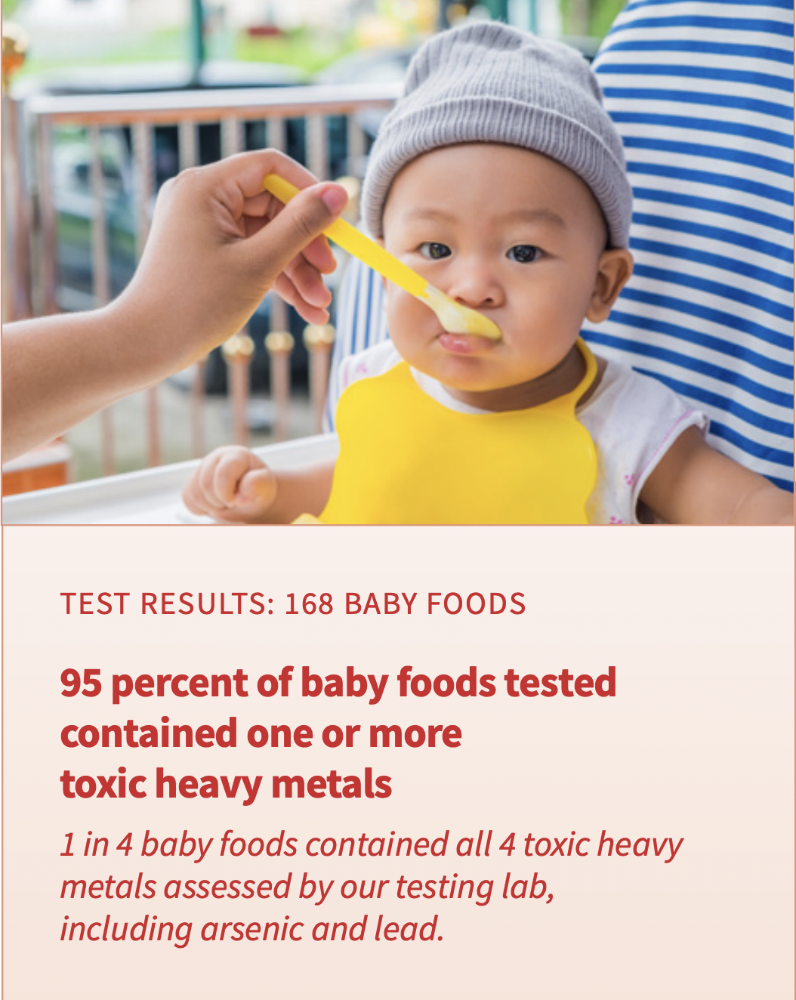 TEST RESULTS: 168 BABY FOODS
95 percent of baby foods tested
contained one or more
toxic heavy metals
1 in 4 baby foods contained all 4 toxic heavy
metals assessed by our testing lab,
including arsenic and lead.